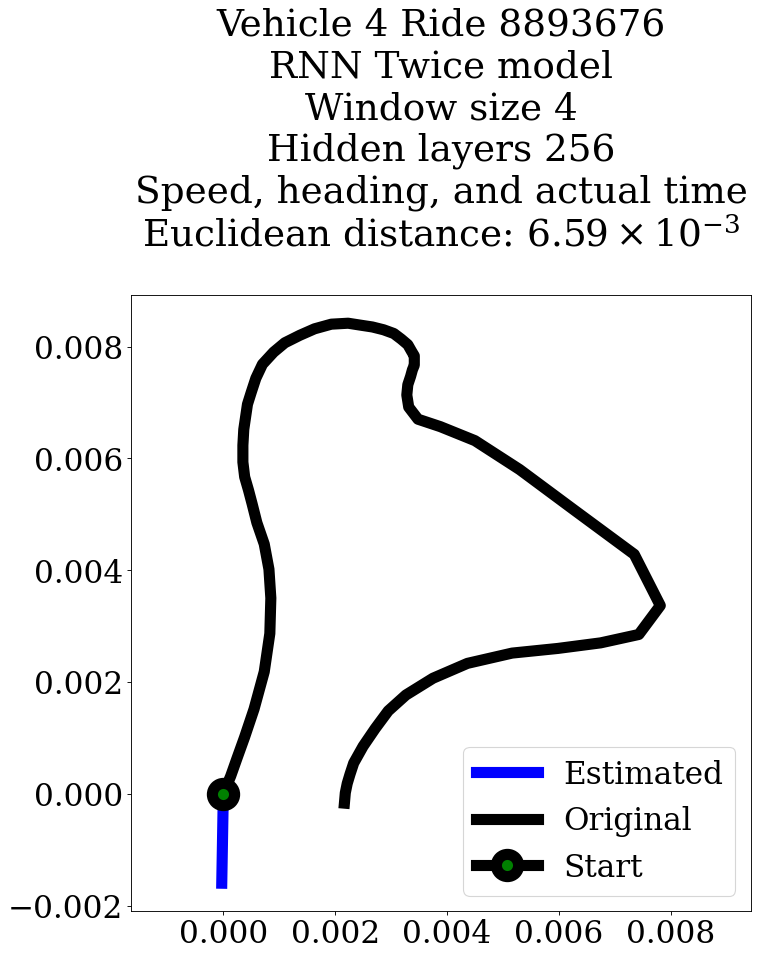 Vehicle 4 Ride 8893676
RNN Twice model
Window size 4
Hidden layers 256
Speed, heading, and actual time
Euclidean distance: 6.59 × 10⁻³
0.008
0.006
0.004
0.002
0.000
−0.002
Estimated
Original
Start
0.000 0.002 0.004 0.006 0.008